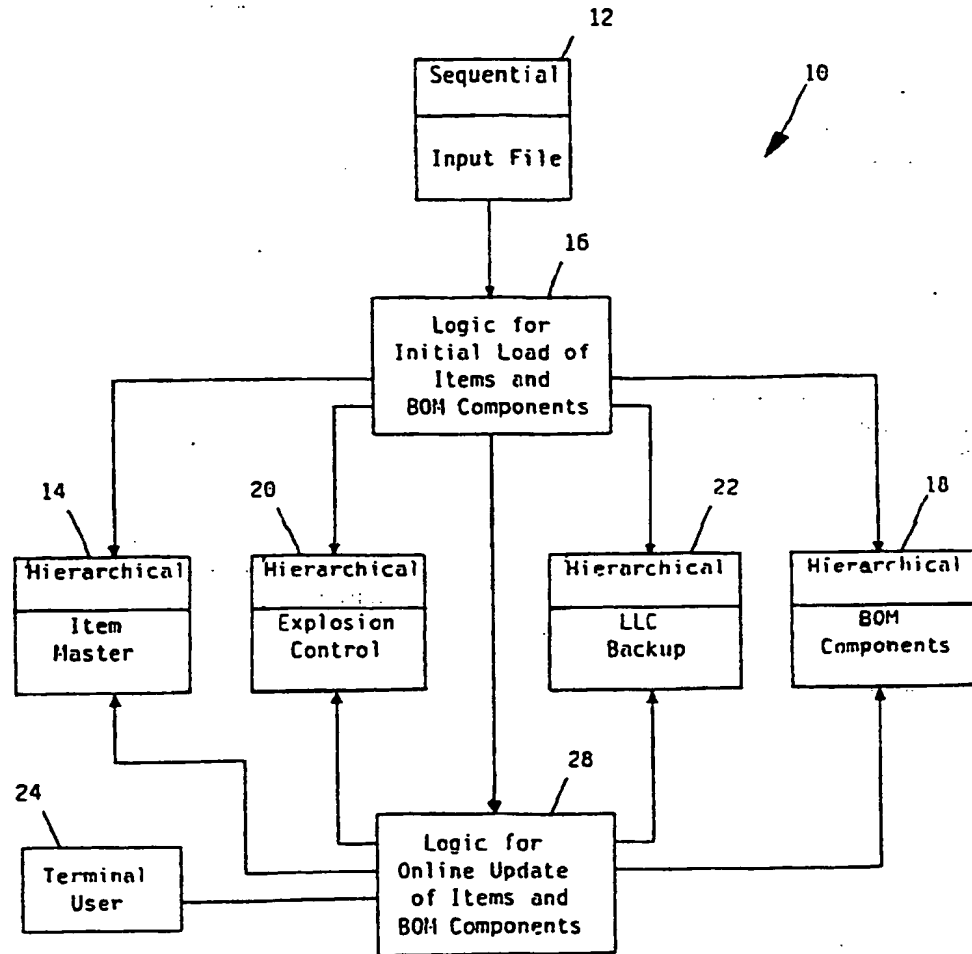 12
Sequential
Input File
10
16
Logic for
Initial Load of
Items and
BOM Components
14
Hierarchical
Item
Master
20
Hierarchical
Explosion
Control
22
Hierarchical
LLC
Backup
18
Hierarchical
BOM
Components
24
Terminal
User
28
Logic for
Online Update
of Items and
BOM Components